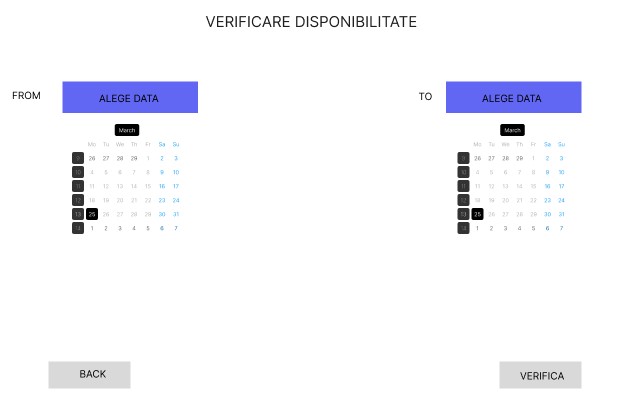 VERIFICARE DISPONIBILITATE
FROM
ALEGE DATA
TO
ALEGE DATA
March
Mo Tu We Th Fr Sa Su
9 26 27 28 29 1 2 3
10 4 5 6 7 8 9 10
11 11 12 13 14 15 16 17
12 18 19 20 21 22 23 24
13 25 26 27 28 29 30 31
14 1 2 3 4 5 6 7
March
Mo Tu We Th Fr Sa Su
9 26 27 28 29 1 2 3
10 4 5 6 7 8 9 10
11 11 12 13 14 15 16 17
12 18 19 20 21 22 23 24
13 25 26 27 28 29 30 31
14 1 2 3 4 5 6 7
BACK
VERIFICA